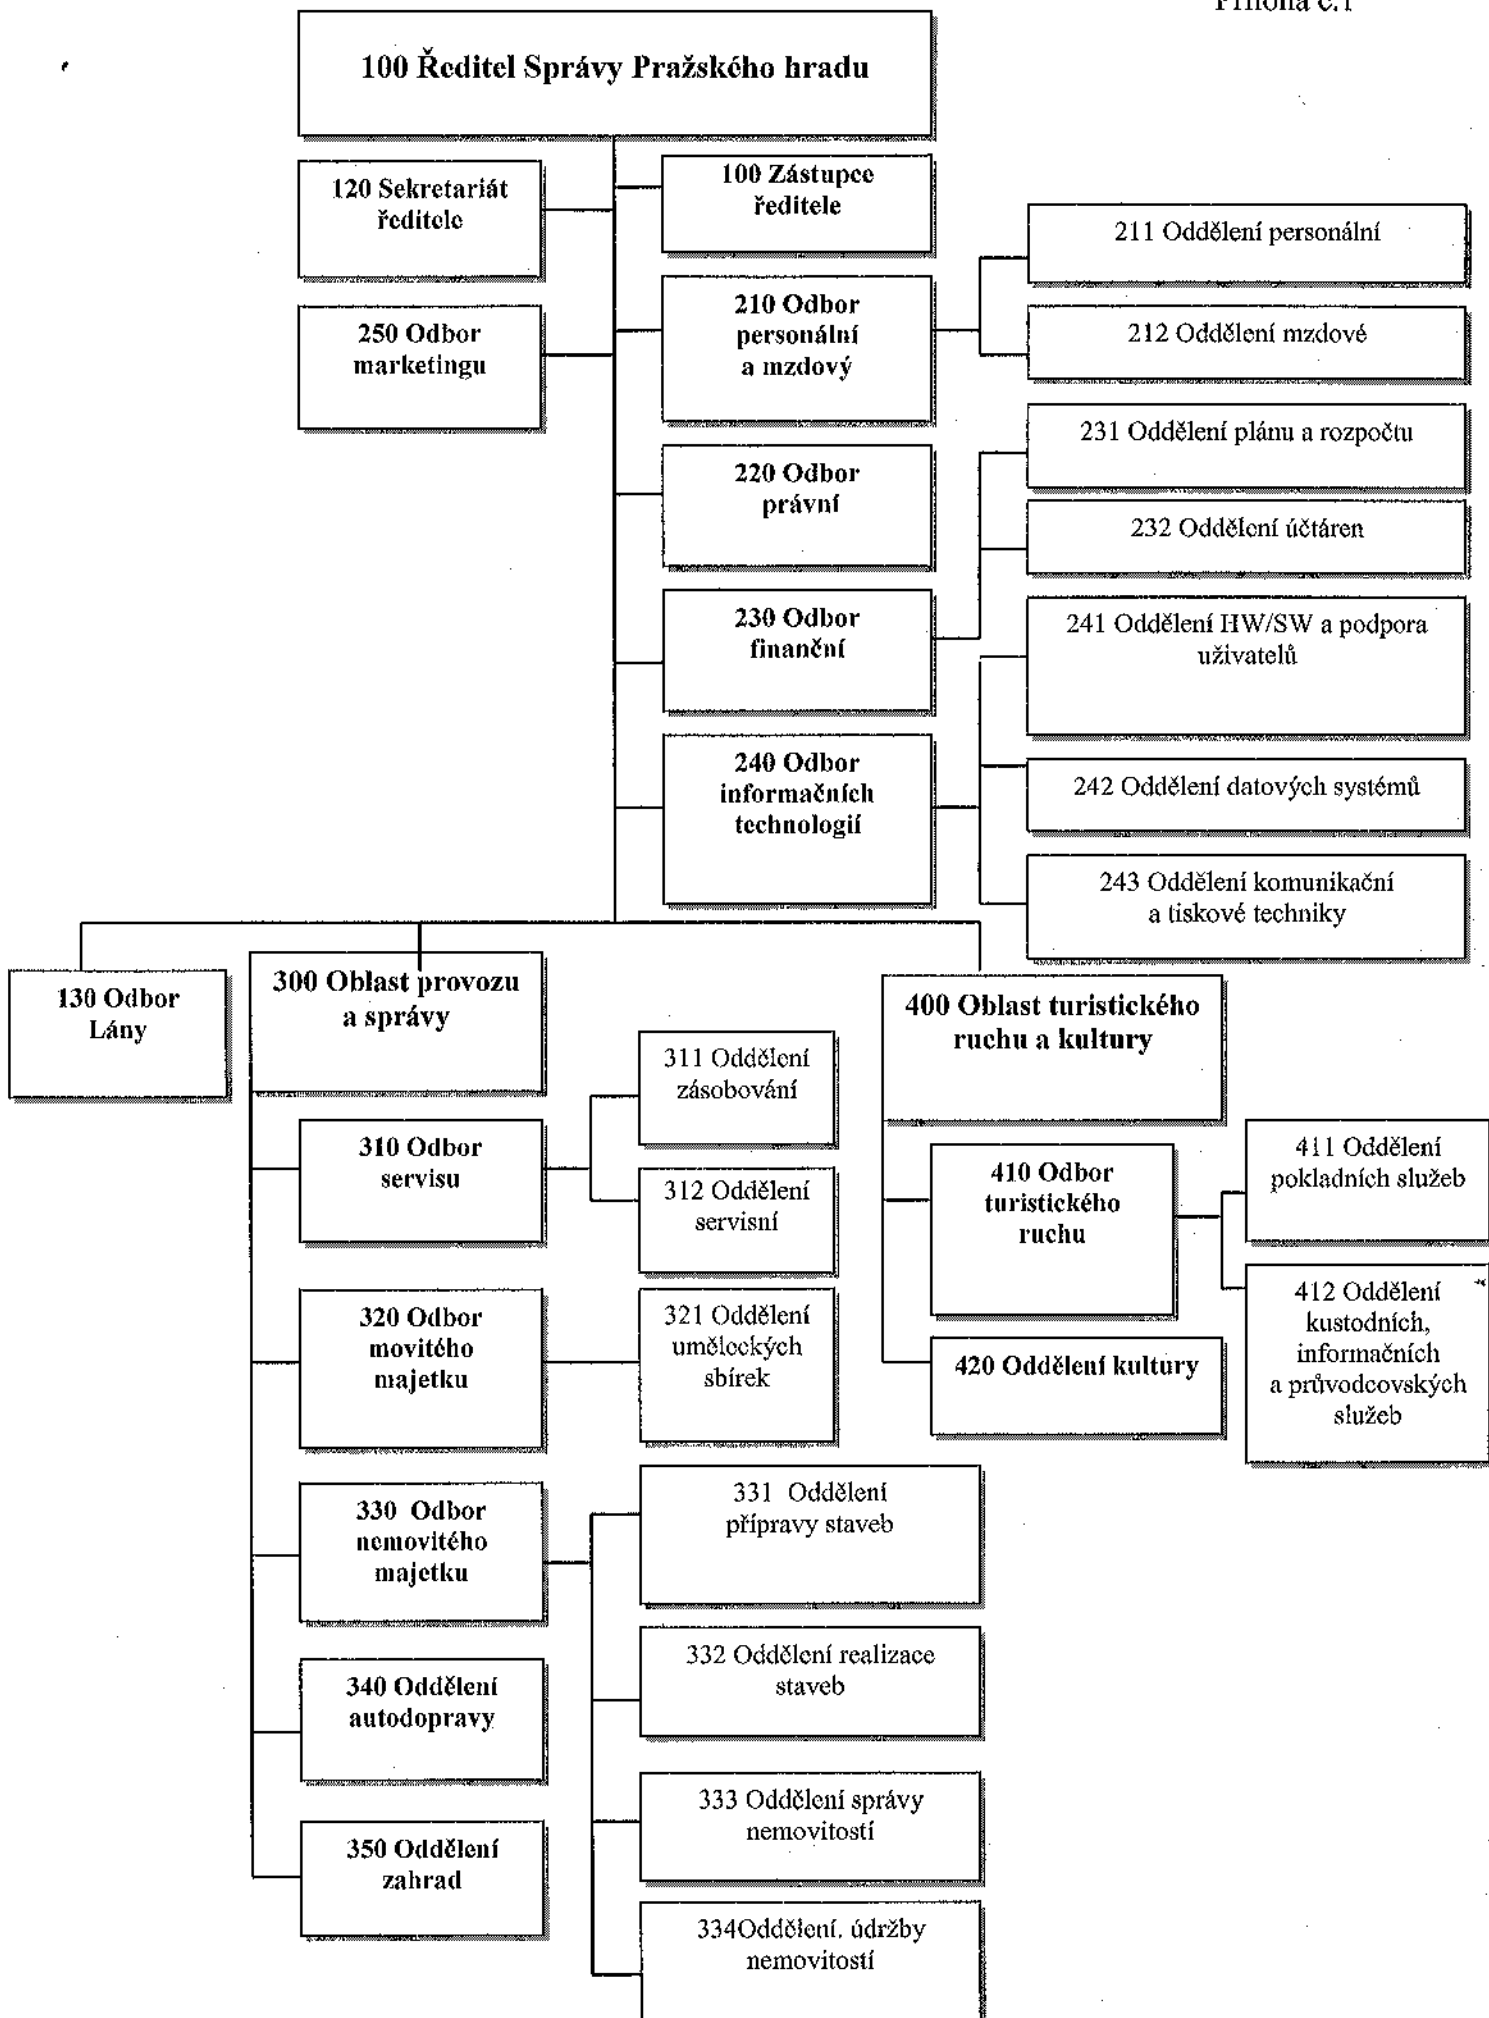 Příloha č.1
100 Ředitel Správy Pražského hradu
120 Sekretariát
ředitele
100 Zástupce
ředitele
211 Oddělení personální
250 Odbor
marketingu
210 Odbor
personální
a mzdový
212 Oddělení mzdové
231 Oddělení plánu a rozpočtu
220 Odbor
právní
232 Oddělení účtáren
230 Odbor
finanční
241 Oddělení HW/SW a podpora
uživatelů
240 Odbor
informačních
technologií
242 Oddělení datových systémů
243 Oddělení komunikační
a tiskové techniky
130 Odbor
Lány
300 Oblast provozu
a správy
400 Oblast turistického
ruchu a kultury
311 Oddělení
zásobování
310 Odbor
servisu
312 Oddělení
servisní
410 Odbor
turistického
ruchu
411 Oddělení
pokladních služeb
412 Oddělení
kustodních,
informačních
a průvodcovských
služeb
320 Odbor
movitého
majetku
321 Oddělení
uměleckých
sbírek
420 Oddělení kultury
330 Odbor
nemovitého
majetku
331 Oddělení
přípravy staveb
332 Oddělení realizace
staveb
340 Oddělení
autodopravy
333 Oddělení správy
nemovitostí
350 Oddělení
zahrad
334Oddělení. údržby
nemovitostí